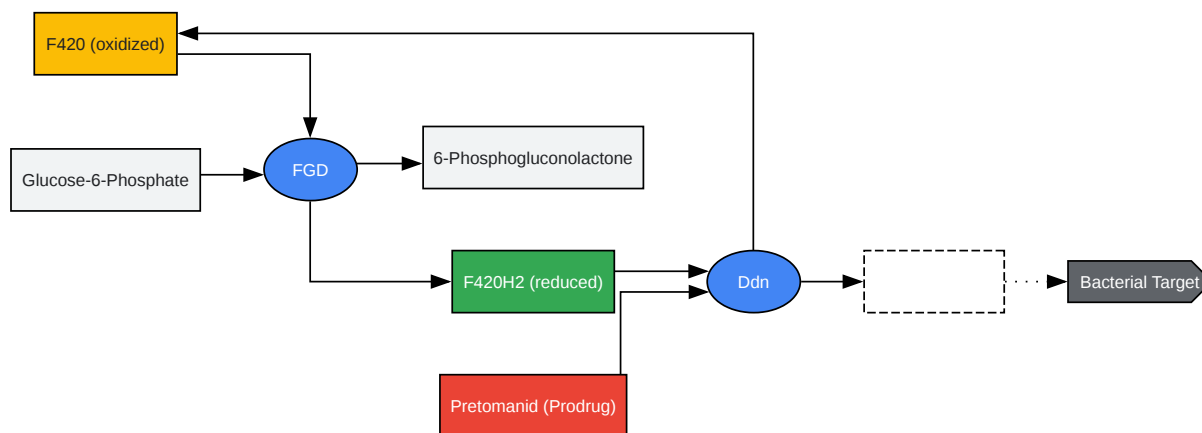 F420 (oxidized)
6-Phosphogluconolactone
FGD
Glucose-6-Phosphate
F420H2 (reduced)
Ddn
Bacterial Target
Pretomanid (Prodrug)